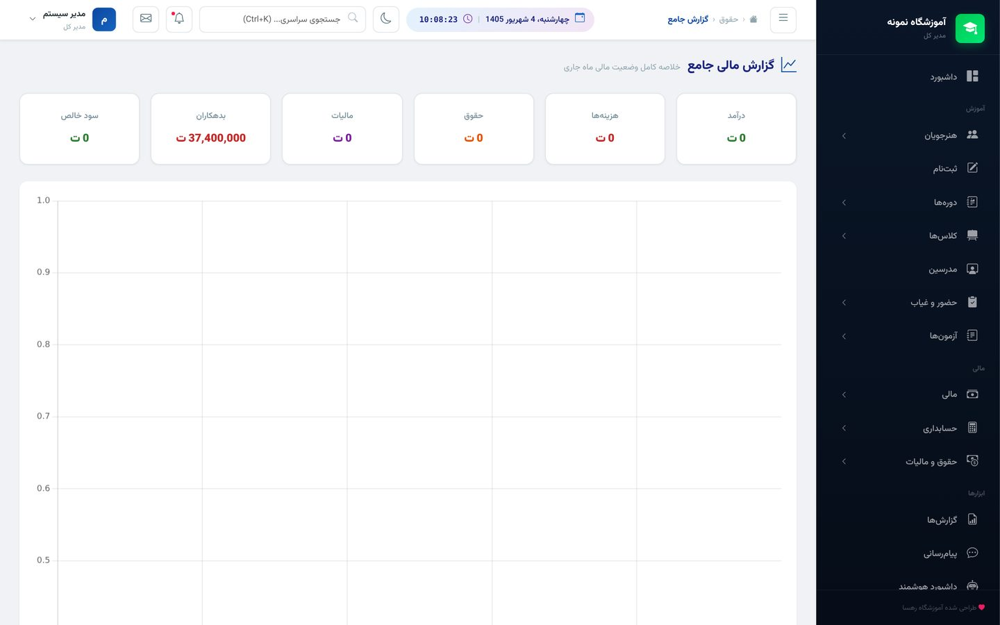 آموزشگاه نمونه
مدیر کل
داشبورد
آموزش
هنرجویان
ثبت‌نام
دوره‌ها
کلاس‌ها
مدرسین
حضور و غیاب
آزمون‌ها
مالی
مالی
حسابداری
حقوق و مالیات
ابزارها
گزارش‌ها
پیام‌رسانی
داشبورد هوشمند
طراحی شده آموزشگاه رهسا
حقوق
گزارش جامع
چهارشنبه، 4 شهریور 1405 | 10:08:23
جستجوی سراسری... (Ctrl+K)
م
مدیر سیستم
مدیر کل
گزارش مالی جامع خلاصه کامل وضعیت مالی ماه جاری
درآمد
0 ت
هزینه‌ها
0 ت
حقوق
0 ت
مالیات
0 ت
بدهکاران
37,400,000 ت
سود خالص
0 ت
1.0
0.9
0.8
0.7
0.6
0.5